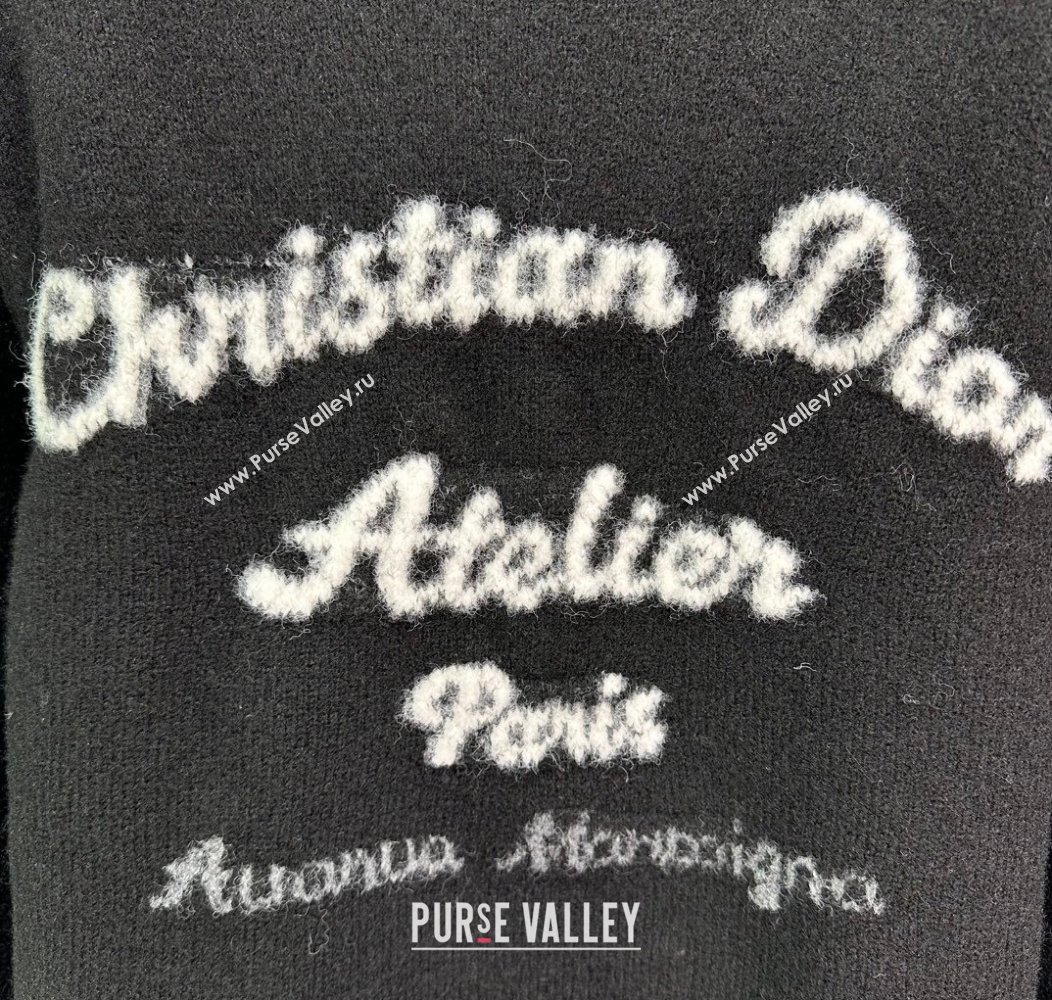 Christian Dior
www.PurseValley.ru www.PurseValley.ru
Atelier
Paris
PURSE VALLEY